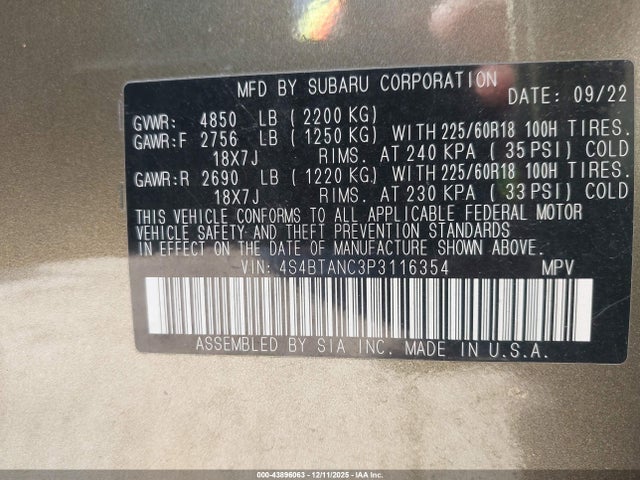 MFD BY SUBARU CORPORATION
DATE: 09/22
GVWR: 4850 LB (2200 KG)
GAWR:F 2756 LB (1250 KG) WITH 225/60R18 100H TIRES.
18X7J RIMS. AT 240 KPA (35 PSI) COLD
GAWR:R 2690 LB (1220 KG) WITH 225/60R18 100H TIRES.
18X7J RIMS. AT 230 KPA (33 PSI) COLD
THIS VEHICLE CONFORMS TO ALL APPLICABLE FEDERAL MOTOR
VEHICLE SAFETY AND THEFT PREVENTION STANDARDS
IN EFFECT ON THE DATE OF MANUFACTURE SHOWN ABOVE.
VIN: 4S4BTANC3P3116354 MPV
ASSEMBLED BY SIA INC. MADE IN U.S.A.
000-43896063 - 12/11/2025 - IAAI.COM